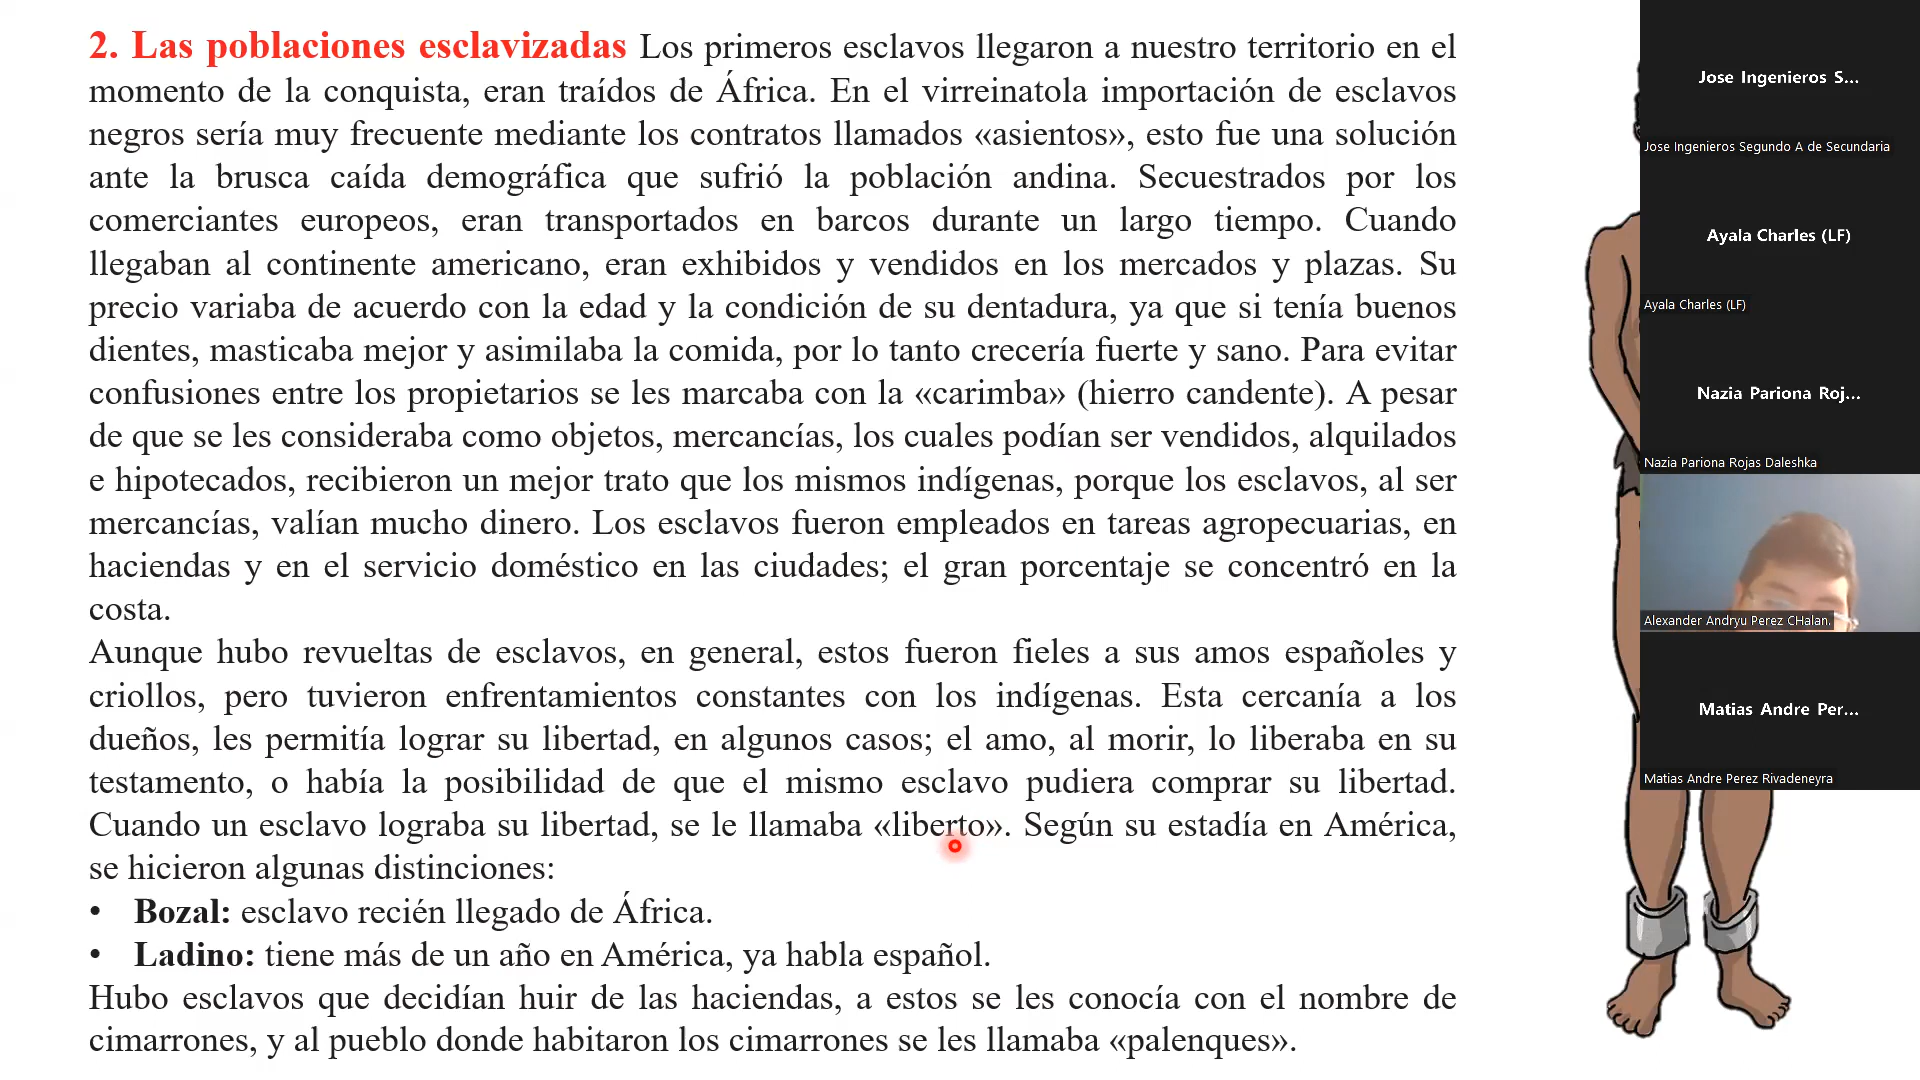 2. Las poblaciones esclavizadas Los primeros esclavos llegaron a nuestro territorio en el
momento de la conquista, eran traídos de África. En el virreinatola importación de esclavos
negros sería muy frecuente mediante los contratos llamados «asientos», esto fue una solución
ante la brusca caída demográfica que sufrió la población andina. Secuestrados por los
comerciantes europeos, eran transportados en barcos durante un largo tiempo. Cuando
llegaban al continente americano, eran exhibidos y vendidos en los mercados y plazas. Su
precio variaba de acuerdo con la edad y la condición de su dentadura, ya que si tenía buenos
dientes, masticaba mejor y asimilaba la comida, por lo tanto crecería fuerte y sano. Para evitar
confusiones entre los propietarios se les marcaba con la «carimba» (hierro candente). A pesar
de que se les consideraba como objetos, mercancías, los cuales podían ser vendidos, alquilados
e hipotecados, recibieron un mejor trato que los mismos indígenas, porque los esclavos, al ser
mercancías, valían mucho dinero. Los esclavos fueron empleados en tareas agropecuarias, en
haciendas y en el servicio doméstico en las ciudades; el gran porcentaje se concentró en la
costa.
Aunque hubo revueltas de esclavos, en general, estos fueron fieles a sus amos españoles y
criollos, pero tuvieron enfrentamientos constantes con los indígenas. Esta cercanía a los
dueños, les permitía lograr su libertad, en algunos casos; el amo, al morir, lo liberaba en su
testamento, o había la posibilidad de que el mismo esclavo pudiera comprar su libertad.
Cuando un esclavo lograba su libertad, se le llamaba «liberto». Según su estadía en América,
se hicieron algunas distinciones:
• Bozal: esclavo recién llegado de África.
• Ladino: tiene más de un año en América, ya habla español.
Hubo esclavos que decidían huir de las haciendas, a estos se les conocía con el nombre de
cimarrones, y al pueblo donde habitaron los cimarrones se les llamaba «palenques».
Jose Ingenieros S...
Jose Ingenieros Segundo A de Secundaria
Ayala Charles (LF)
Ayala Charles (LF)
Nazia Pariona Roj...
Nazia Pariona Rojas Daleshka
Alexander Andryu Perez CHalan.
Matias Andre Per...
Matias Andre Perez Rivadeneyra